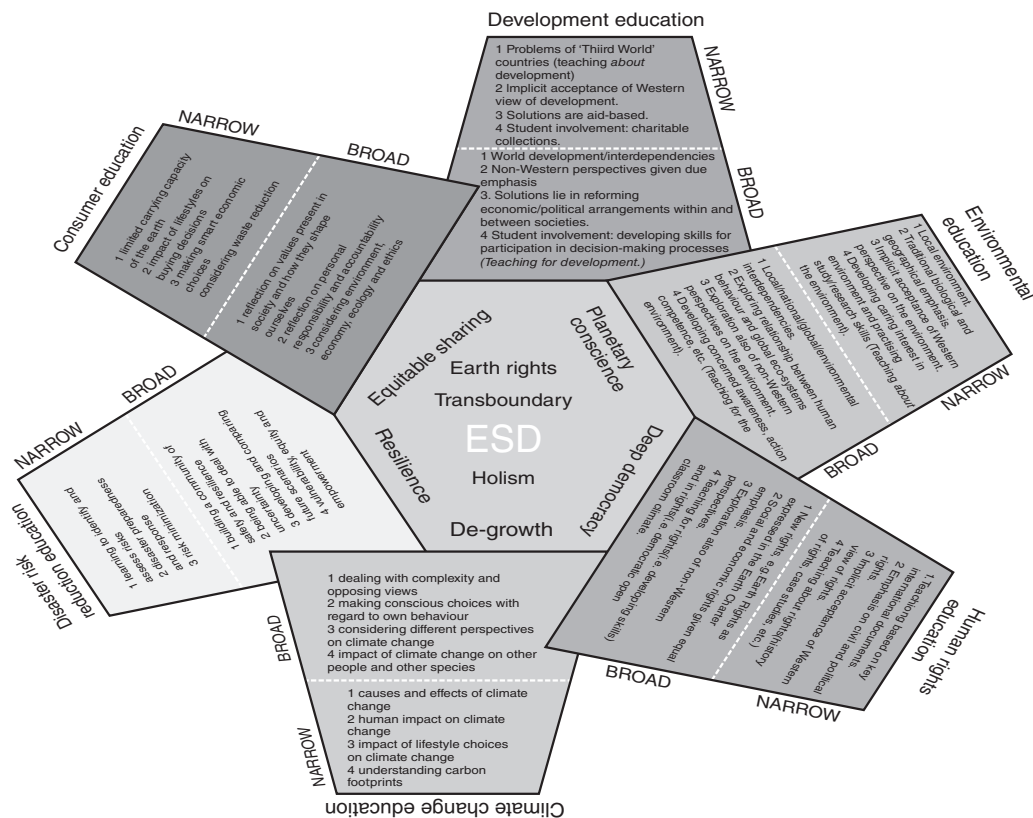 Development education
NARROW
1 Problems of ‘Thiird World’
countries (teaching about
development)
2 Implicit acceptance of Western
view of development.
3 Solutions are aid-based.
4 Student involvement: charitable
collections.
BROAD
1 World development/interdependencies
2 Non-Western perspectives given due
emphasis
3. Solutions lie in reforming
economic/political arrangements within and
between societies.
4 Student involvement: developing skills for
participation in decision-making processes
(Teaching for development.)
Environmental
education
NARROW
1 Local environment.
2 Traditional biological and
geographical emphasis.
3 Implicit acceptance of Western
perspective on the environment.
4 Developing caring interest in
environment and practising
study/research skills (Teaching about
the environment).
BROAD
1 Local/national/global/environmental
interdependencies.
2 Exploring relationship between human
behaviour and global eco-systems
3 Exploration also of non-Western
perspectives on the environment.
4 Developing concerned awareness, action
competence, etc. (Teaching for the
environment).
Human rights
education
NARROW
1. Teachiong based on key
international documents.
2 Emphasis on civil and political
rights.
3 Implicit acceptance of Western
view of rights.
4 Teaching about rights(history
of rights, case studies, etc.)
BROAD
1 New rights, e.g Earth Rights as
expressed in the Earth Charter
2 Social and economic rights given equal
emphasis
3 Exploration also of non-Wesrern
perspectives.
4 Teaching for rights(i.e. developing skills)
and in rights(i.e. democratic open
classroom climate.
Climate change education
BROAD
1 dealing with complexity and
opposing views
2 making conscious choices with
regard to own behaviour
3 considering different perspectives
on climate change
4 impact of climate change on other
people and other species
NARROW
1 causes and effects of climate
change
2 human impact on climate
change
3 impact of lifestyle choices
on climate change
4 understanding carbon
footprints
Disaster risk
reduction education
NARROW
1 learning to identify and
assess risks
2 disaster preparedness
and response
3 risk minimization
BROAD
1 building a community of
safety and resilience
2 being able to deal with
uncertainty
3 developing and comparing
future scenarios
4 vulnerability, equity and
empowerment
Consumer education
NARROW
1 limited carrying capacity
of the earth
2 impact of lifestyles on
buying decisions
3 making smart economic
choices
considering waste reduction
BROAD
1 reflection on values present in
society and how they shape
ourselves
2 reflection on personal
responsibility and accountability
3 considering environment,
economy, ecology and ethics
Equitable sharing
Planetary
conscience
Earth rights
Transboundary
ESD
Holism
Resilience
Deep democracy
De-growth